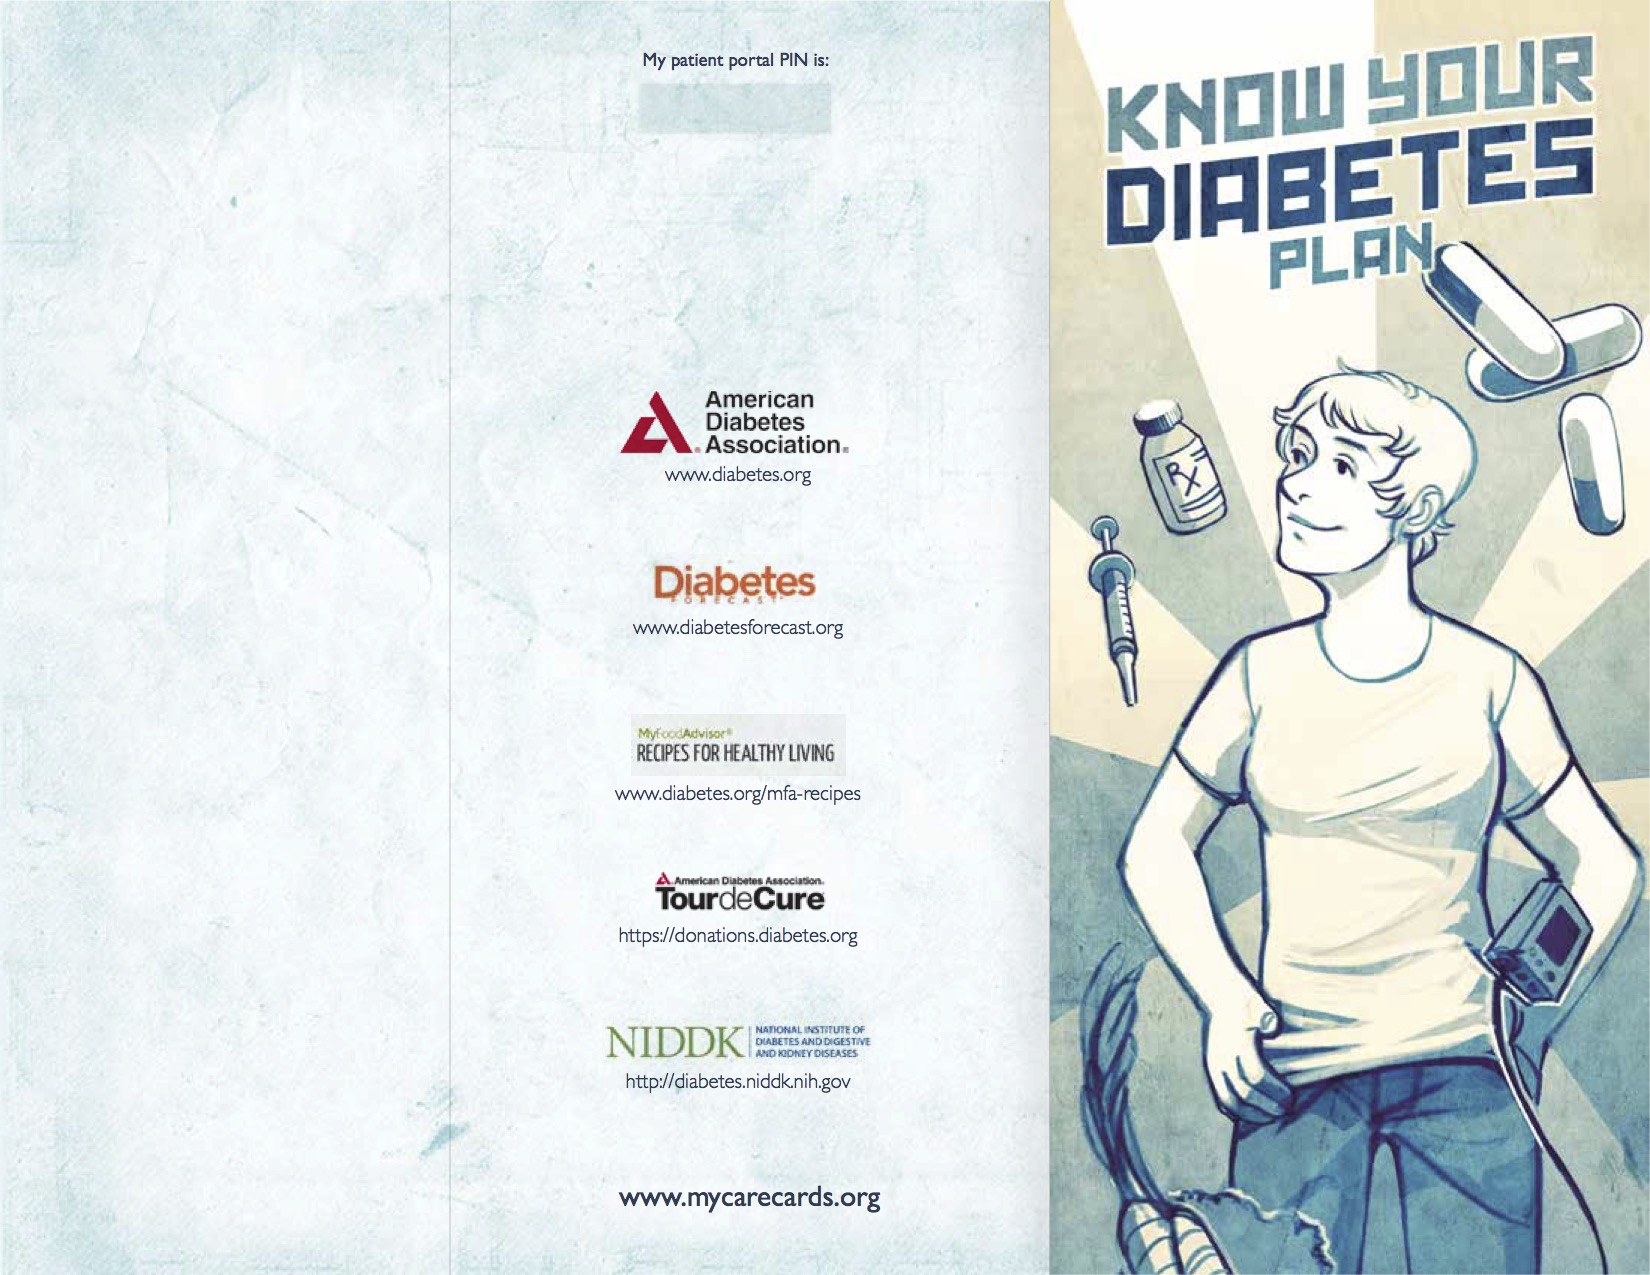 My patient portal PIN is:
American
Diabetes
Association®
www.diabetes.org
Diabetes
FORECAST
www.diabetesforecast.org
MyFoodAdvisor®
RECIPES FOR HEALTHY LIVING
www.diabetes.org/mfa-recipes
American Diabetes Association.
TourdeCure
https://donations.diabetes.org
NIDDK
NATIONAL INSTITUTE OF
DIABETES AND DIGESTIVE
AND KIDNEY DISEASES
http://diabetes.niddk.nih.gov
www.mycarecards.org
KNOW YOUR
DIABETES
PLAN
RX